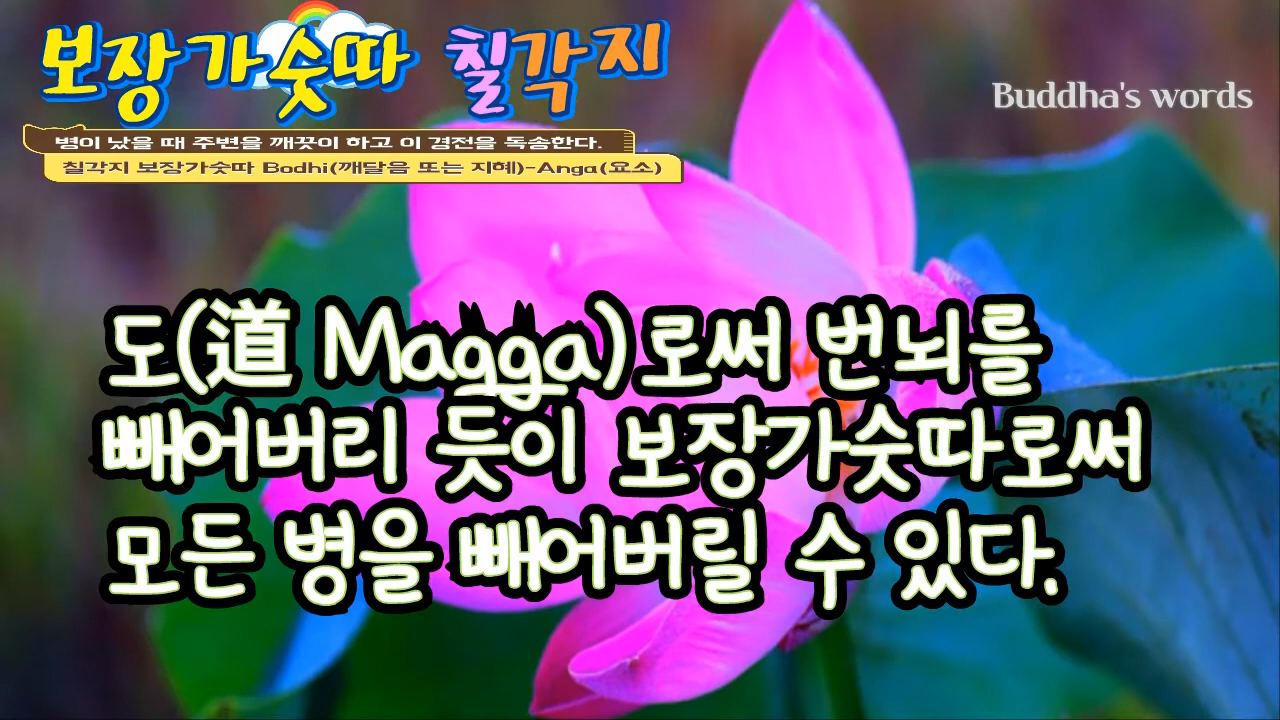 보장가숫따 칠각지
Buddha's words
병이 났을 때 주변을 깨끗이 하고 이 경전을 독송한다.
칠각지 보장가숫따 Bodhi(깨달음 또는 지혜)-Anga(요소)
도(道 Magga)로써 번뇌를
빼어버리 듯이 보장가숫따로써
모든 병을 빼어버릴 수 있다.